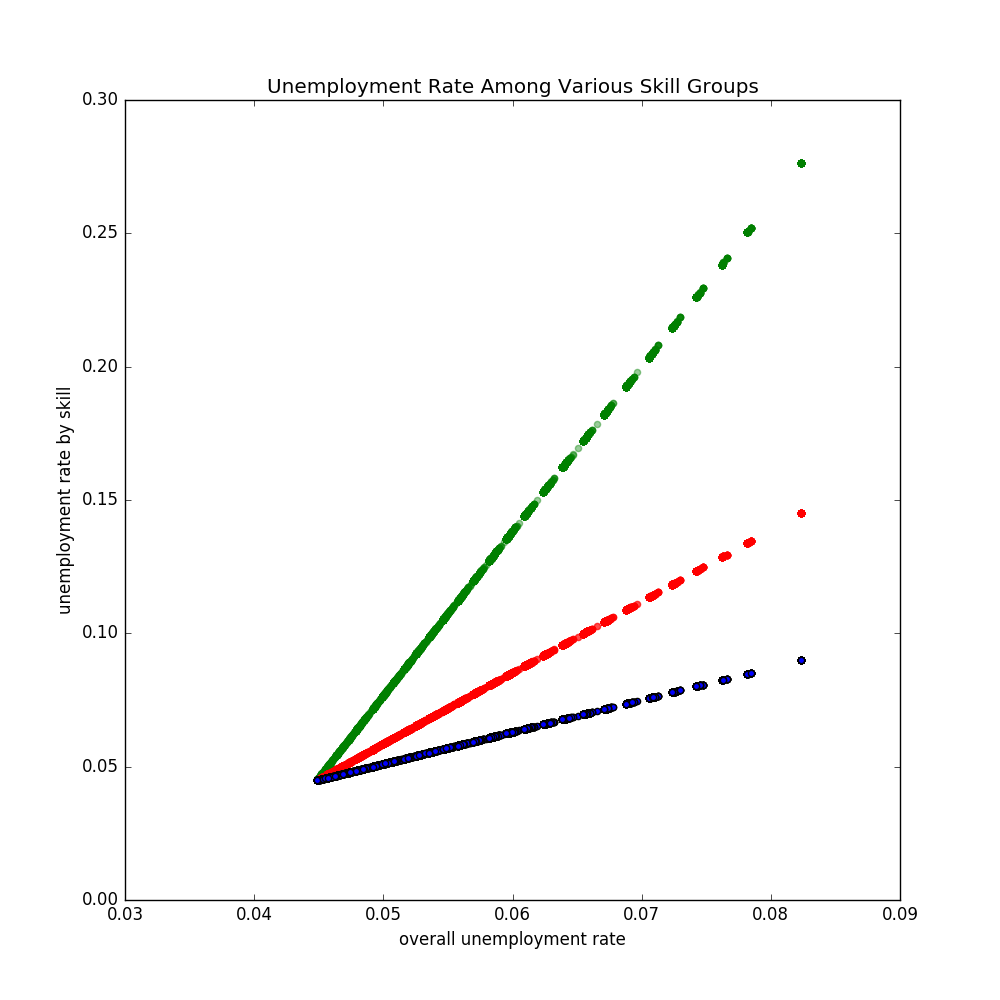 Unemployment Rate Among Various Skill Groups
0.30
0.25
0.20
0.15
0.10
0.05
0.00
unemployment rate by skill
0.03 0.04 0.05 0.06 0.07 0.08 0.09
overall unemployment rate